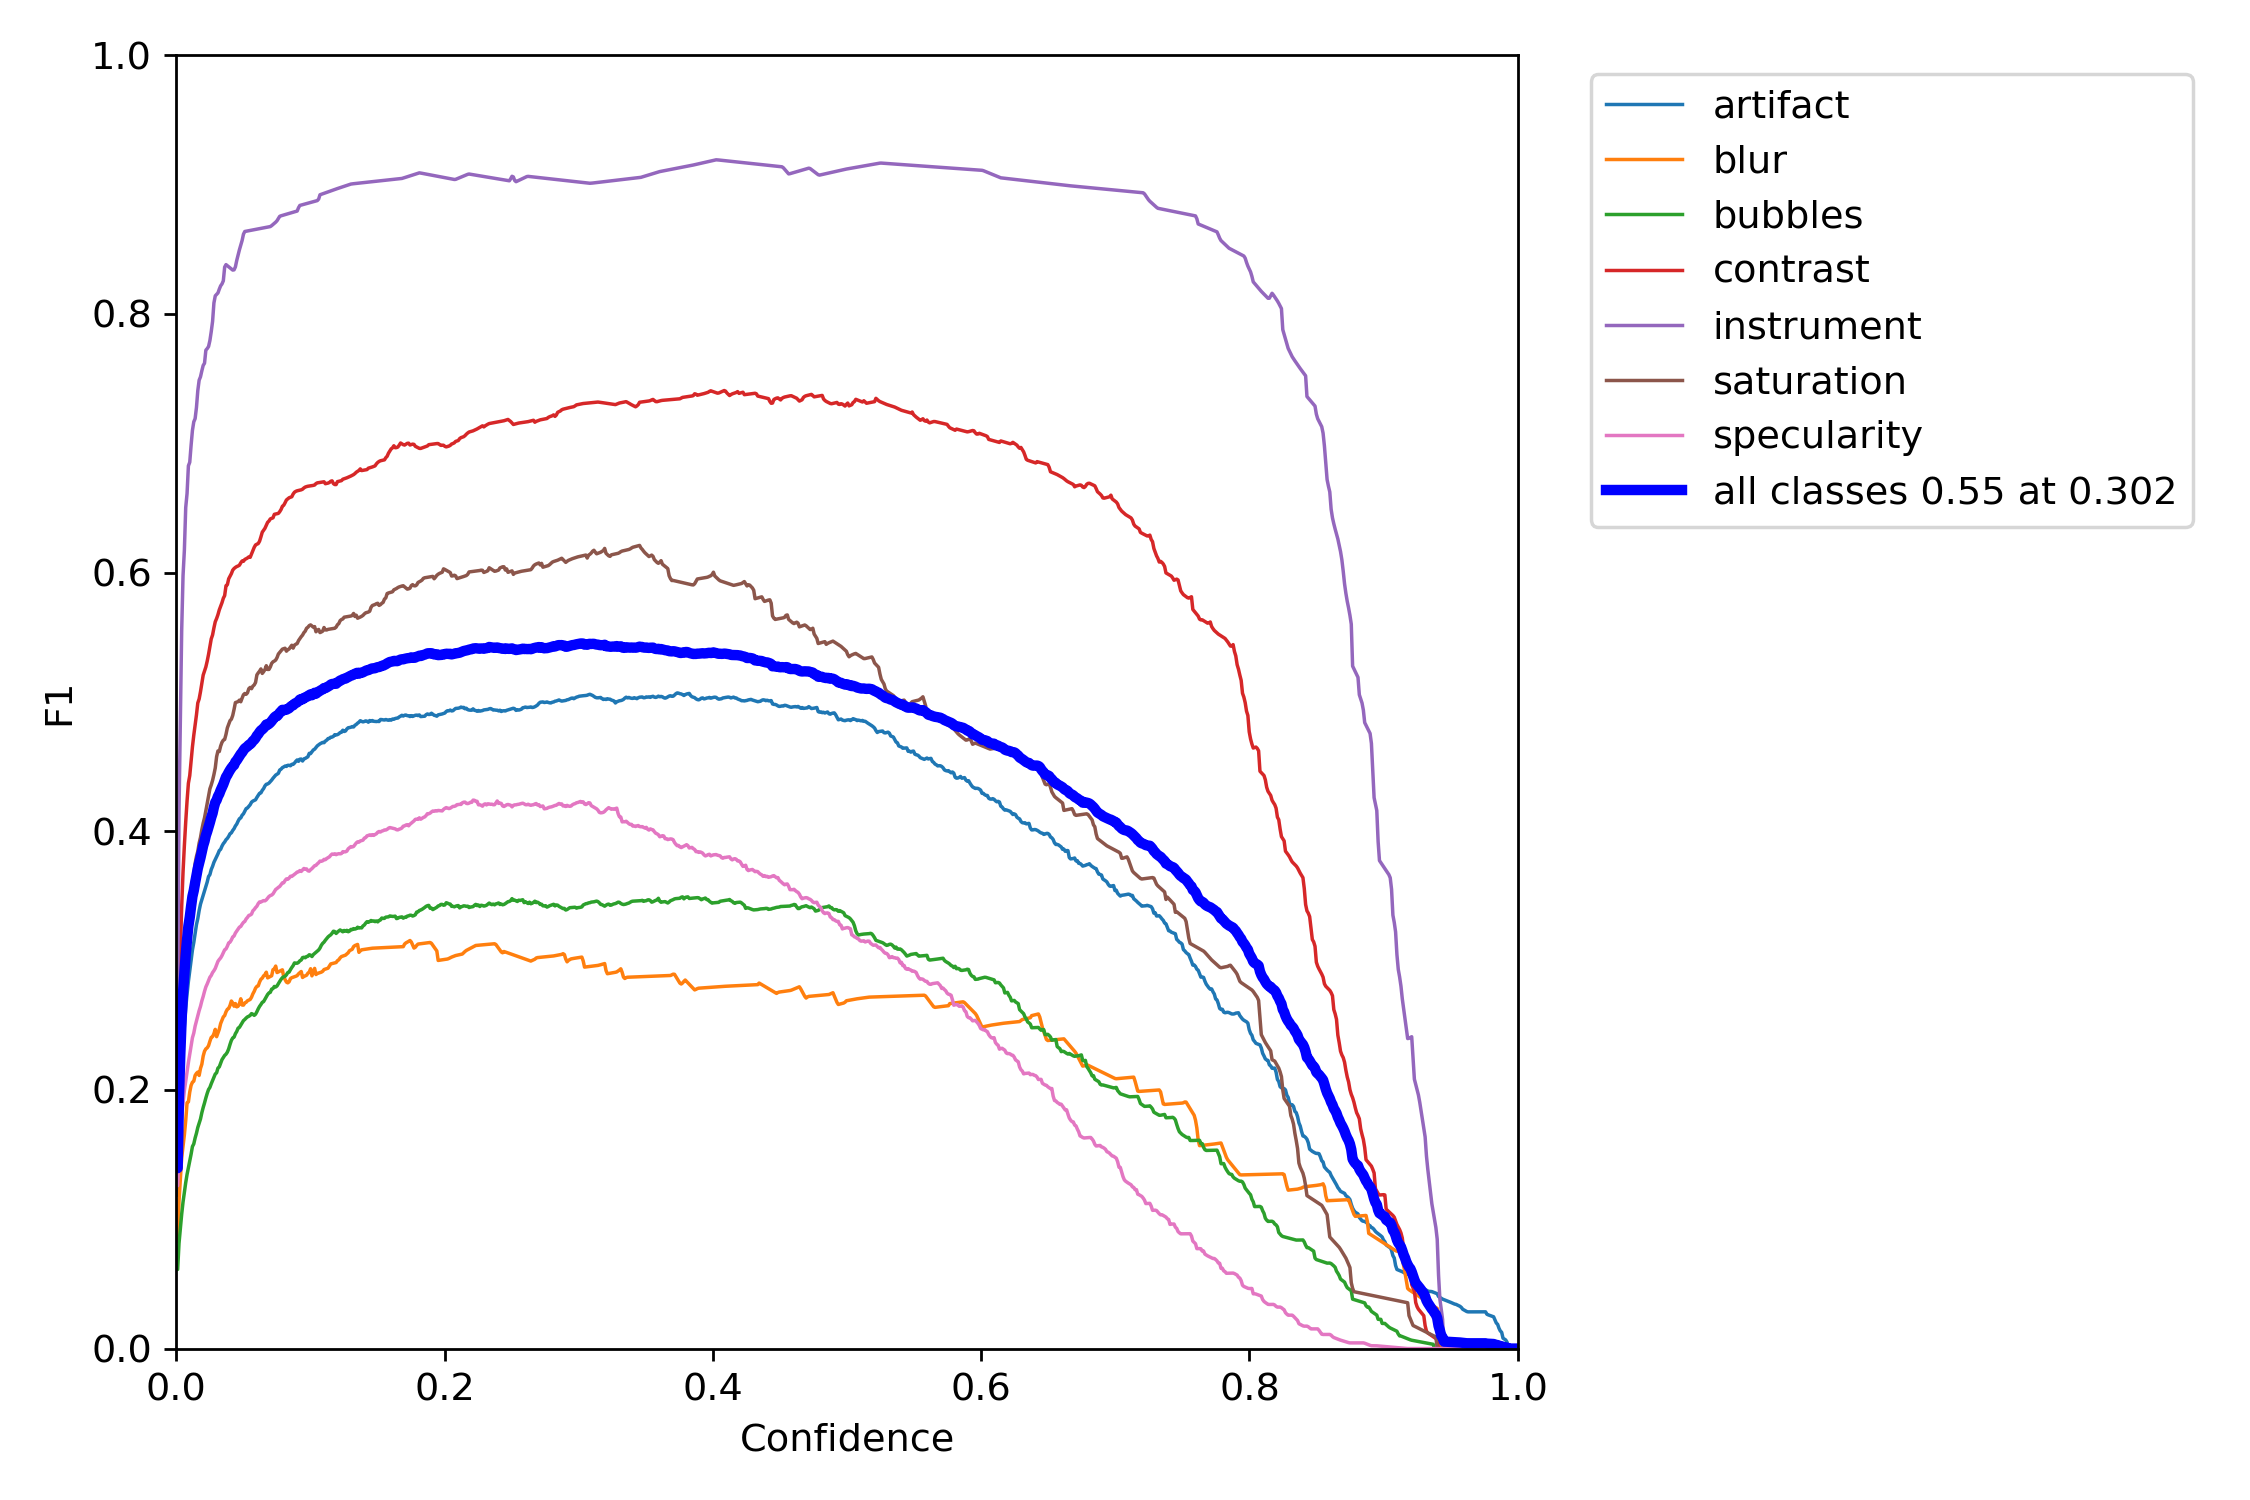 1.0
0.8
0.6
0.4
0.2
0.0
F1
0.0 0.2 0.4 0.6 0.8 1.0
Confidence
artifact
blur
bubbles
contrast
instrument
saturation
specularity
all classes 0.55 at 0.302